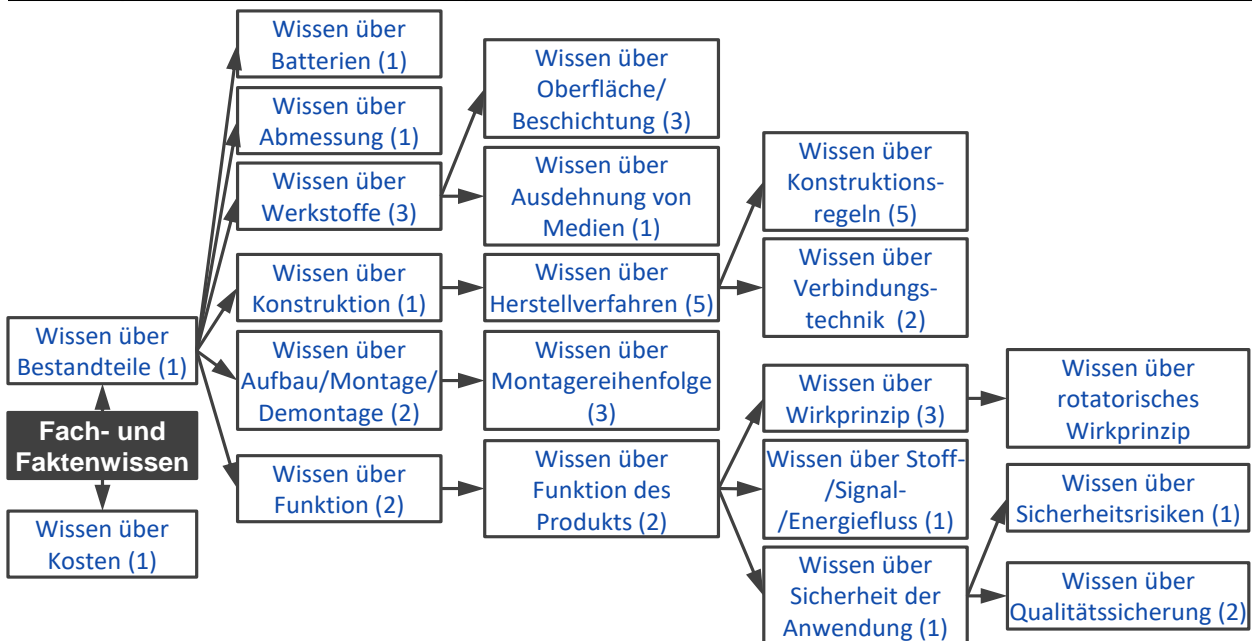 Wissen über
Batterien (1)
Wissen über
Abmessung (1)
Wissen über
Werkstoffe (3)
Wissen über
Konstruktion (1)
Wissen über
Bestandteile (1)
Wissen über
Aufbau/Montage/
Demontage (2)
Fach- und
Faktenwissen
Wissen über
Funktion (2)
Wissen über
Kosten (1)
Wissen über
Oberfläche/
Beschichtung (3)
Wissen über
Ausdehnung von
Medien (1)
Wissen über
Herstellverfahren (5)
Wissen über
Montagereihenfolge
(3)
Wissen über
Funktion des
Produkts (2)
Wissen über
Konstruktions-
regeln (5)
Wissen über
Verbindungs-
technik (2)
Wissen über
Wirkprinzip (3)
Wissen über Stoff-
/Signal-
/Energiefluss (1)
Wissen über
Sicherheit der
Anwendung (1)
Wissen über
rotatorisches
Wirkprinzip
Wissen über
Sicherheitsrisiken (1)
Wissen über
Qualitätssicherung (2)